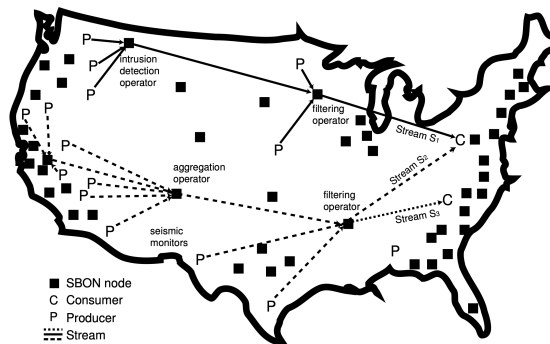 P
P
P
P
intrusion
detection
operator
filtering
operator
P
Stream S1
C
P
P
P
P
P
P
P
aggregation
operator
Stream S2
filtering
operator
C
Stream S3
P
seismic
monitors
P
P
P
SBON node
C Consumer
P Producer
Stream